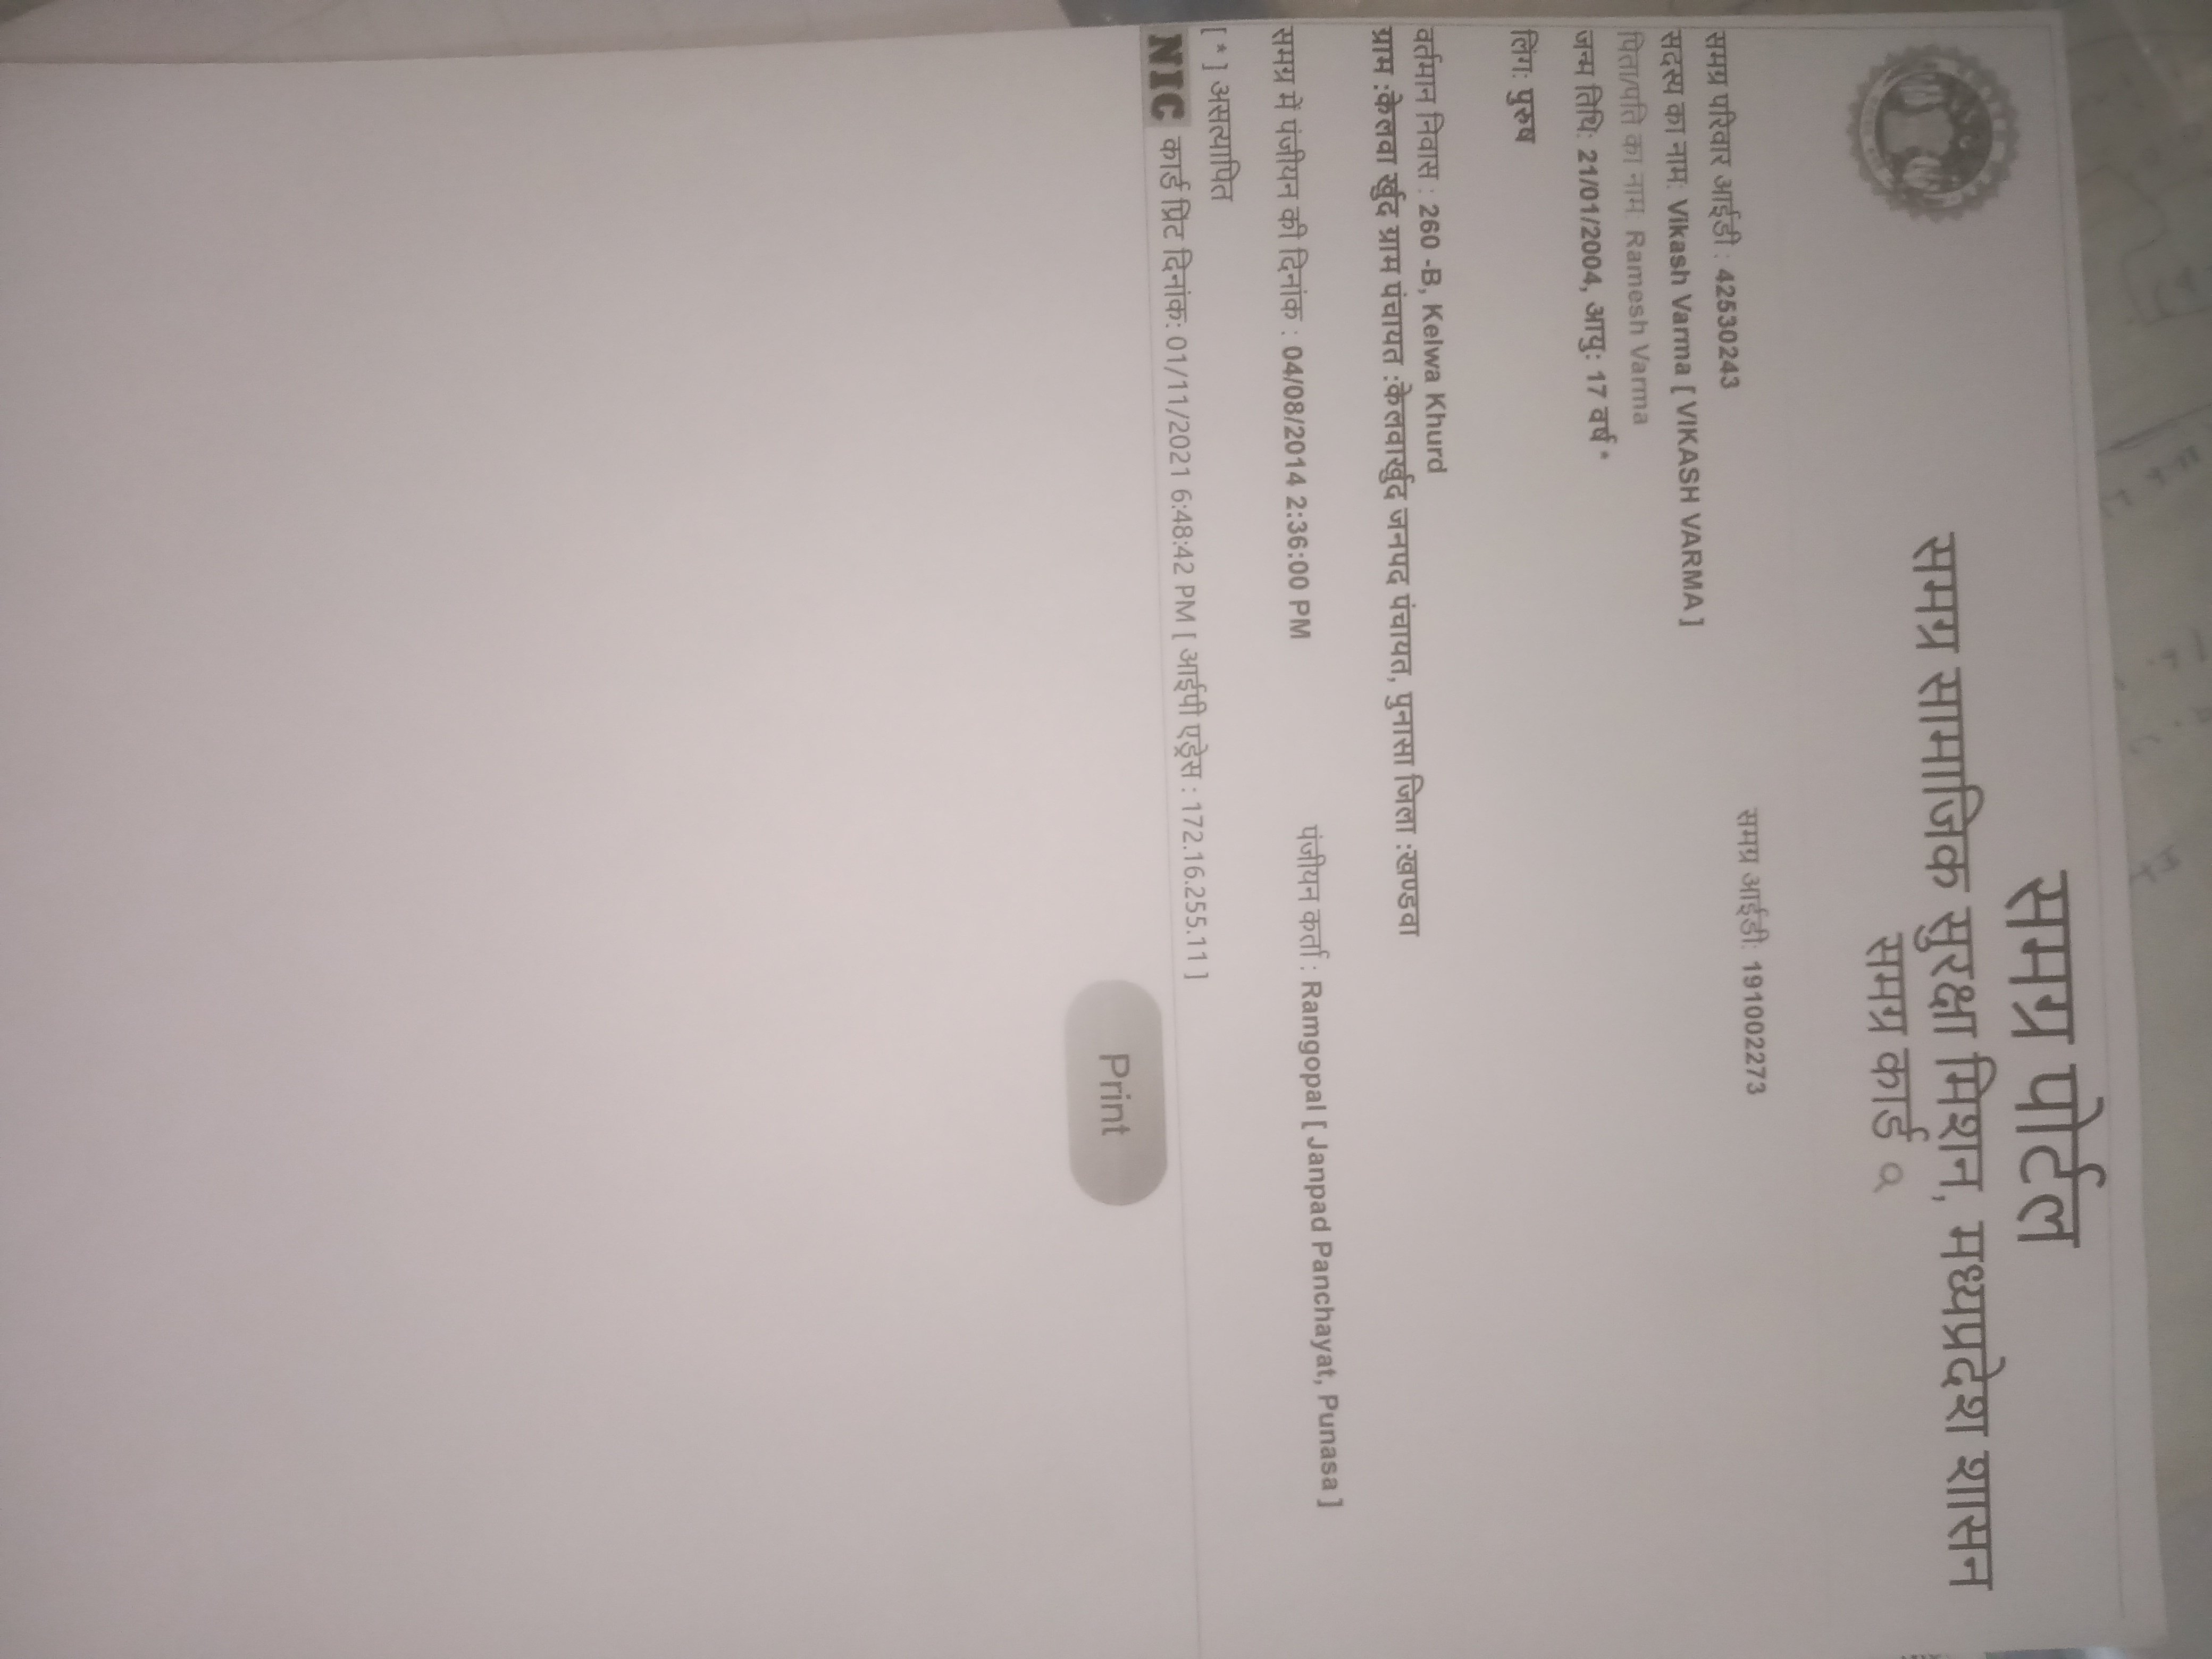 समग्र पोर्टल
समग्र सामाजिक सुरक्षा मिशन, मध्यप्रदेश शासन
समग्र कार्ड
समग्र परिवार आईडी : 42530243 समग्र आईडी: 191002273
सदस्य का नाम: Vikash Varma [ VIKASH VARMA ]
पिता/पति का नाम Ramesh Varma
जन्म तिथि: 21/01/2004, आयु: 17 वर्ष *
लिंग: पुरुष
वर्तमान निवास : 260 -B, Kelwa Khurd
ग्राम :केलवा र्खुद ग्राम पंचायत :केलवार्खुद जनपद पंचायत, पुनासा जिला :खण्डवा
समग्र में पंजीयन की दिनांक : 04/08/2014 2:36:00 PM पंजीयन कर्ता : Ramgopal [ Janpad Panchayat, Punasa ]
[ * ] असत्यापित
NIC कार्ड प्रिंट दिनांक: 01/11/2021 6:48:42 PM [ आईपी एड्रेस : 172.16.255.11 ]
Print